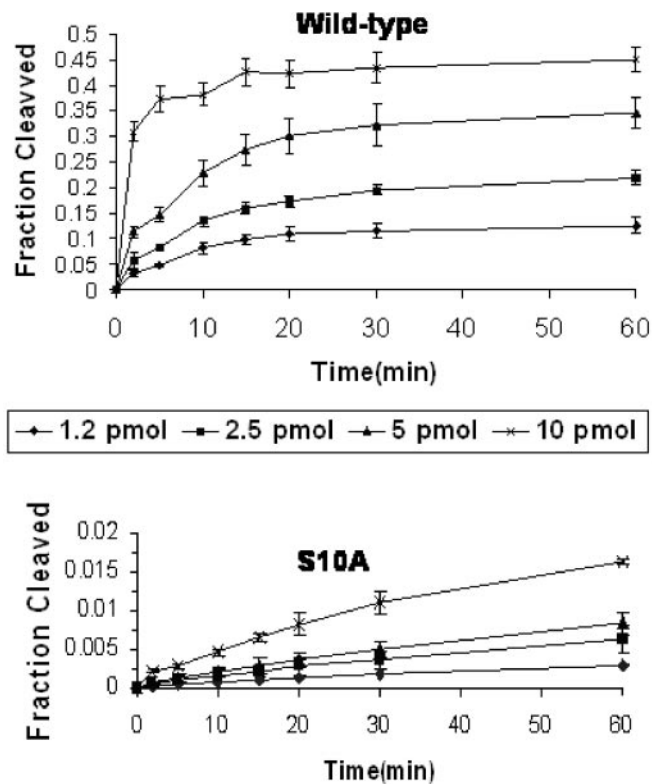 Wild-type
Fraction Cleavved
0.5
0.45
0.4
0.35
0.3
0.25
0.2
0.15
0.1
0.05
0
0 10 20 30 40 50 60
Time(min)
1.2 pmol 2.5 pmol 5 pmol 10 pmol
Fraction Cleaved
0.02
0.015
0.01
0.005
0
S10A
0 10 20 30 40 50 60
Time(min)